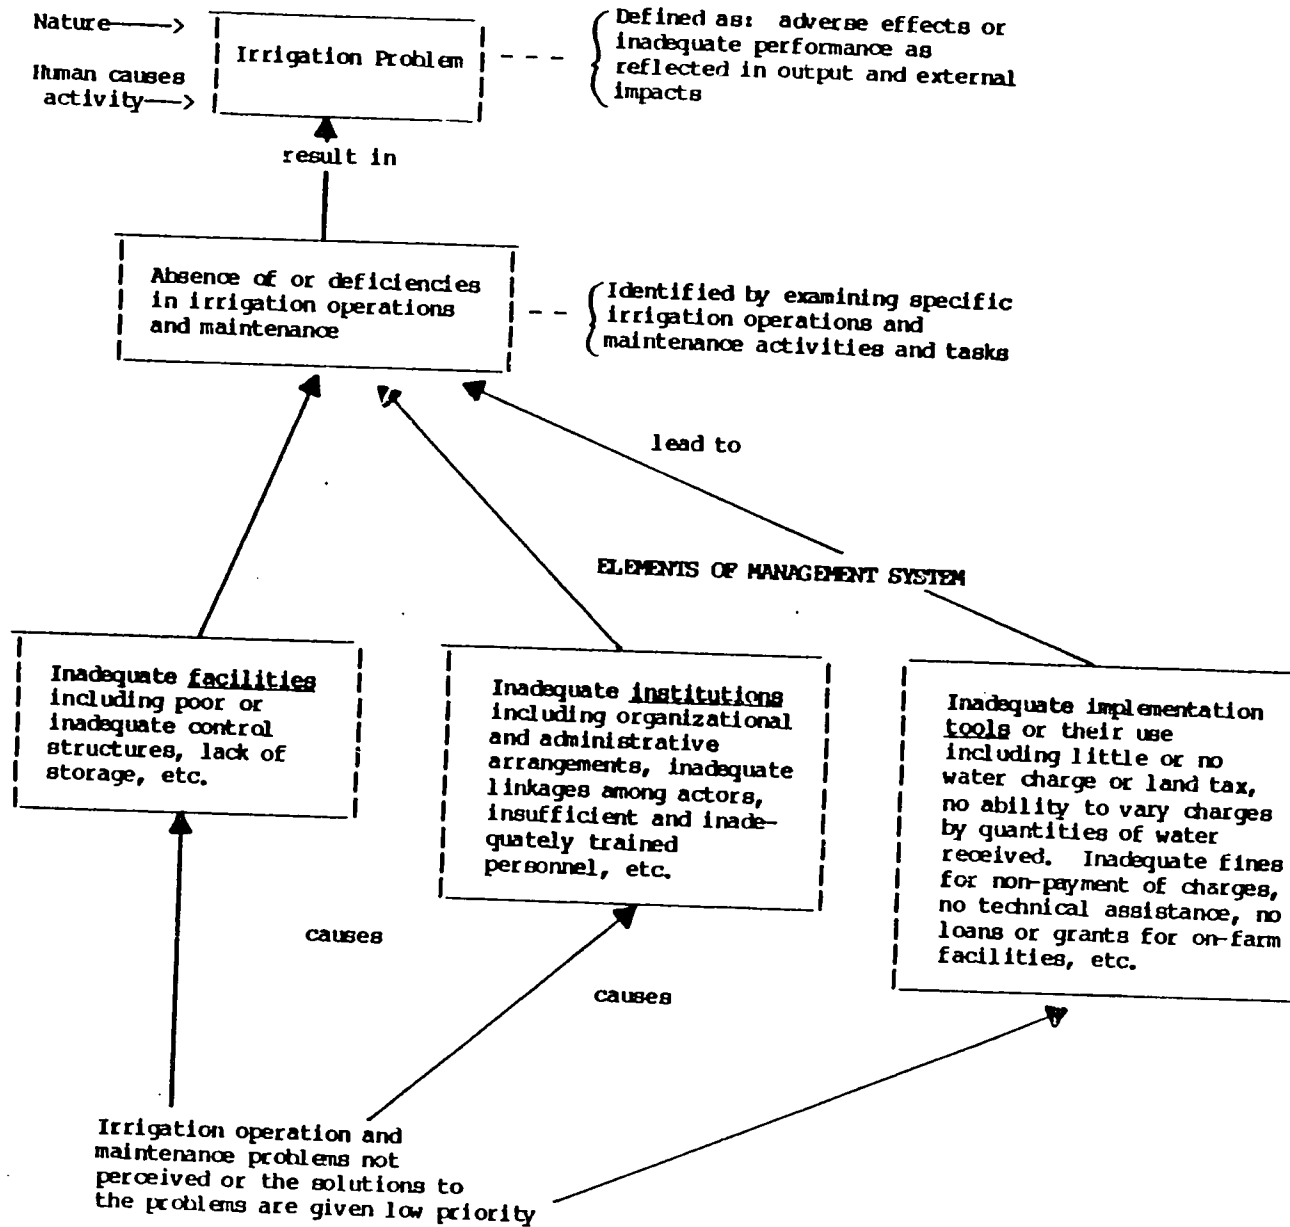 Nature——>
Human causes
activity——>
Irrigation Problem
Defined as: adverse effects or
inadequate performance as
reflected in output and external
impacts
result in
Absence of or deficiencies
in irrigation operations
and maintenance
Identified by examining specific
irrigation operations and
maintenance activities and tasks
lead to
ELEMENTS OF MANAGEMENT SYSTEM
Inadequate facilities
including poor or
inadequate control
structures, lack of
storage, etc.
Inadequate institutions
including organizational
and administrative
arrangements, inadequate
linkages among actors,
insufficient and inade-
quately trained
personnel, etc.
Inadequate implementation
tools or their use
including little or no
water charge or land tax,
no ability to vary charges
by quantities of water
received. Inadequate fines
for non-payment of charges,
no technical assistance, no
loans or grants for on-farm
facilities, etc.
causes
causes
Irrigation operation and
maintenance problems not
perceived or the solutions to
the problems are given low priority